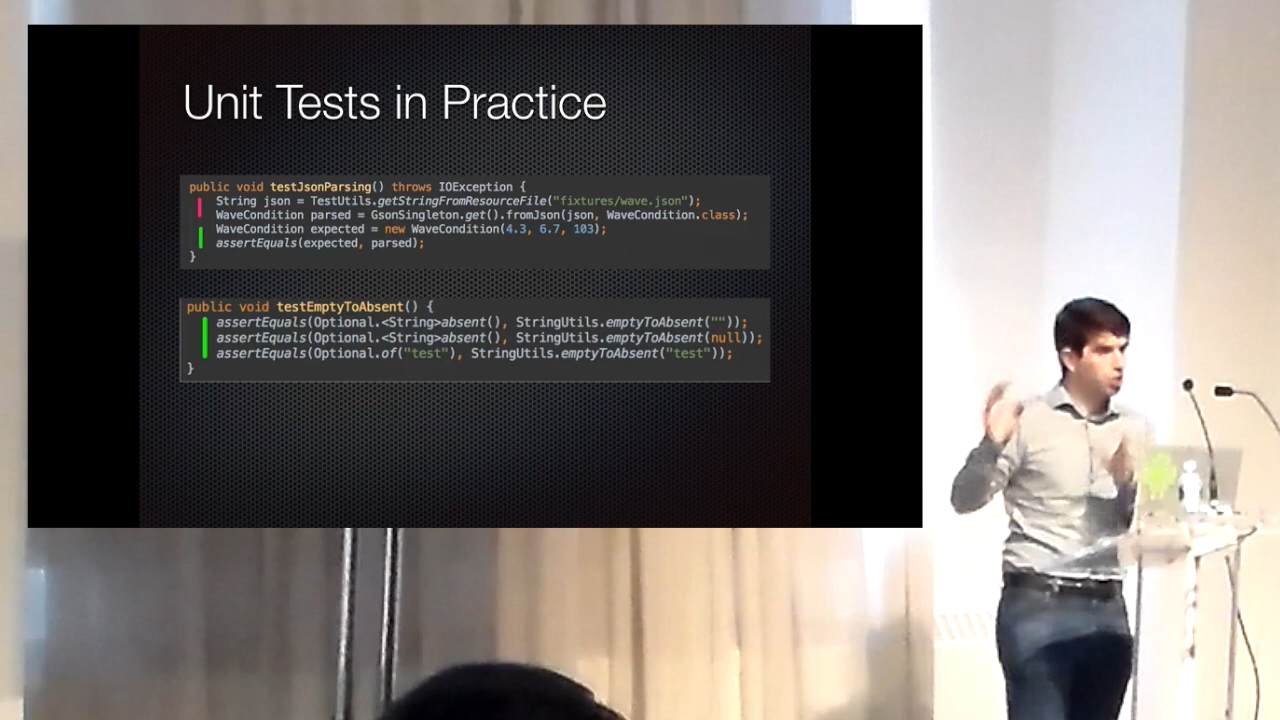 Unit Tests in Practice
public void testJsonParsing() throws IOException {
String json = TestUtils.getStringFromResourceFile("fixtures/wave.json");
WaveCondition parsed = GsonSingleton.get().fromJson(json, WaveCondition.class);
WaveCondition expected = new WaveCondition(4.3, 6.7, 103);
assertEquals(expected, parsed);
}
public void testEmptyToAbsent() {
assertEquals(Optional.<String>absent(), StringUtils.emptyToAbsent(""));
assertEquals(Optional.<String>absent(), StringUtils.emptyToAbsent(null));
assertEquals(Optional.of("test"), StringUtils.emptyToAbsent("test"));
}